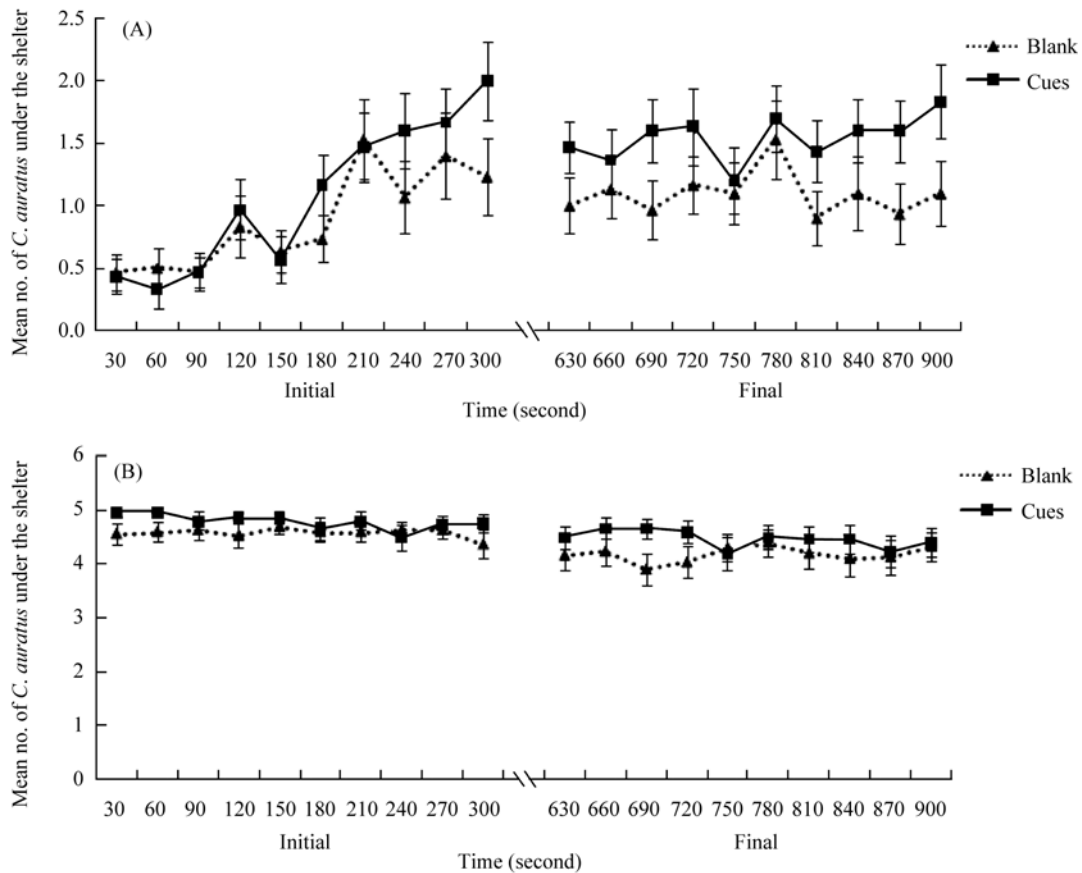 Mean no. of C. auratus under the shelter
2.5
2.0
1.5
1.0
0.5
0.0
(A)
Blank
Cues
30 60 90 120 150 180 210 240 270 300 630 660 690 720 750 780 810 840 870 900
Initial Final
Time (second)
Mean no. of C. auratus under the shelter
6
5
4
3
2
1
0
(B)
Blank
Cues
30 60 90 120 150 180 210 240 270 300 630 660 690 720 750 780 810 840 870 900
Initial Final
Time (second)